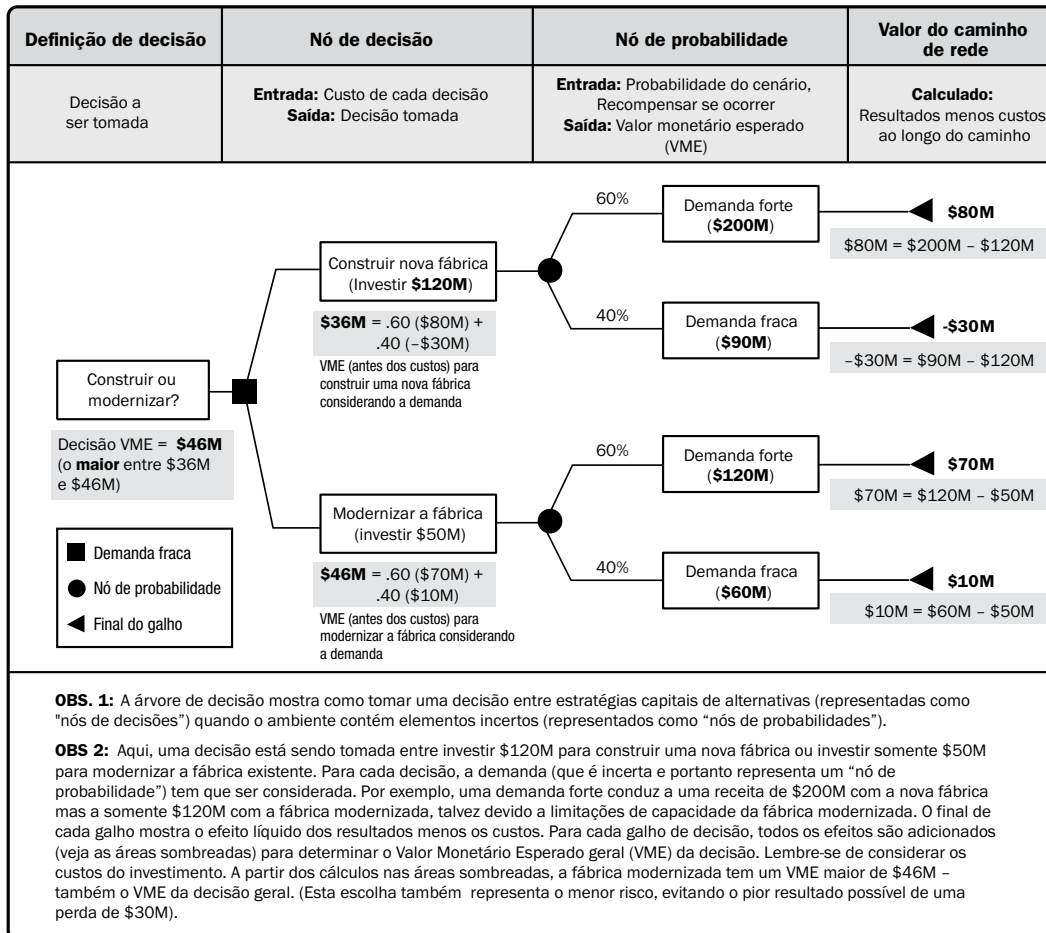 Definição de decisão
Nó de decisão
Nó de probabilidade
Valor do caminho
de rede
Decisão a
ser tomada
Entrada: Custo de cada decisão
Saída: Decisão tomada
Entrada: Probabilidade do cenário,
Recompensar se ocorrer
Saída: Valor monetário esperado
(VME)
Calculado:
Resultados menos custos
ao longo do caminho
60%
Demanda forte
($200M)
$80M
$80M = $200M – $120M
Construir nova fábrica
(Investir $120M)
$36M = .60 ($80M) +
.40 (–$30M)
VME (antes dos custos) para
construir uma nova fábrica
considerando a demanda
40%
Demanda fraca
($90M)
-$30M
–$30M = $90M – $120M
Construir ou
modernizar?
Decisão VME = $46M
(o maior entre $36M
e $46M)
60%
Demanda forte
($120M)
$70M
$70M = $120M – $50M
Modernizar a fábrica
(investir $50M)
$46M = .60 ($70M) +
.40 ($10M)
VME (antes dos custos) para
modernizar a fábrica considerando
a demanda
40%
Demanda fraca
($60M)
$10M
$10M = $60M – $50M
Demanda fraca
Nó de probabilidade
Final do galho
OBS. 1: A árvore de decisão mostra como tomar uma decisão entre estratégias capitais de alternativas (representadas como
"nós de decisões”) quando o ambiente contém elementos incertos (representados como “nós de probabilidades”).
OBS 2: Aqui, uma decisão está sendo tomada entre investir $120M para construir uma nova fábrica ou investir somente $50M
para modernizar a fábrica existente. Para cada decisão, a demanda (que é incerta e portanto representa um “nó de
probabilidade”) tem que ser considerada. Por exemplo, uma demanda forte conduz a uma receita de $200M com a nova fábrica
mas a somente $120M com a fábrica modernizada, talvez devido a limitações de capacidade da fábrica modernizada. O final de
cada galho mostra o efeito líquido dos resultados menos os custos. Para cada galho de decisão, todos os efeitos são adicionados
(veja as áreas sombreadas) para determinar o Valor Monetário Esperado geral (VME) da decisão. Lembre-se de considerar os
custos do investimento. A partir dos cálculos nas áreas sombreadas, a fábrica modernizada tem um VME maior de $46M –
também o VME da decisão geral. (Esta escolha também representa o menor risco, evitando o pior resultado possível de uma
perda de $30M).